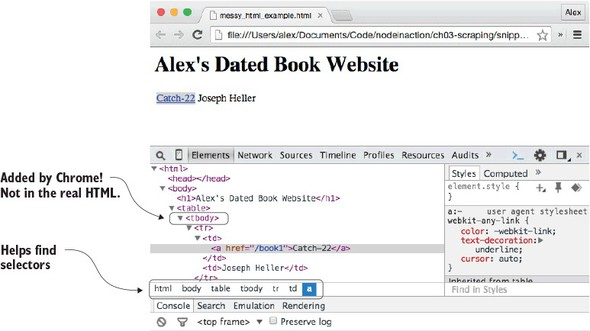 messy_html_example.html
Alex
file:///Users/alex/Documents/Code/nodeinaction/ch03-scraping/snipp
Alex's Dated Book Website
Catch-22 Joseph Heller
Elements Network Sources Timeline Profiles Resources Audits »
Styles Computed »
Added by Chrome!
Not in the real HTML.
Helps find
selectors
<html>
<head></head>
<body>
<h1>Alex's Dated Book Website</h1>
<table>
<tbody>
<tr>
<td>
<a href="/book1">Catch-22</a>
</td>
<td>Joseph Heller</td>
</tr>
html body table tbody tr td a
element.style {
}
a:- user agent stylesheet
webkit-any-link {
color: -webkit-link;
text-decoration:
underline;
cursor: auto;
}
Inherited from table
Find in Styles
Console Search Emulation Rendering
<top frame> Preserve log